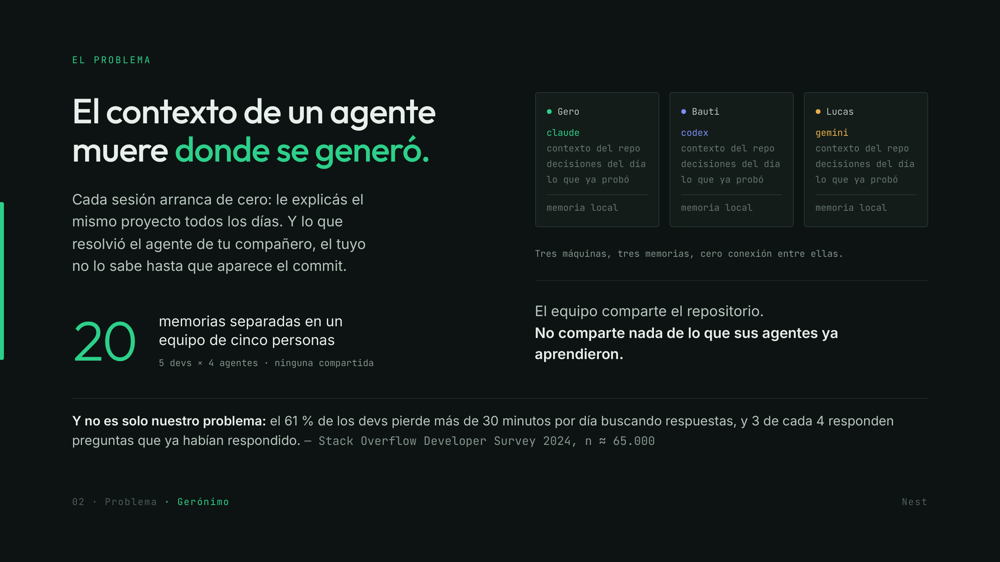 EL PROBLEMA
El contexto de un agente
muere donde se generó.
Cada sesión arranca de cero: le explicás el
mismo proyecto todos los días. Y lo que
resolvió el agente de tu compañero, el tuyo
no lo sabe hasta que aparece el commit.
20
memorias separadas en un
equipo de cinco personas
5 devs × 4 agentes · ninguna compartida
Gero
claude
contexto del repo
decisiones del día
lo que ya probó
memoria local
Bauti
codex
contexto del repo
decisiones del día
lo que ya probó
memoria local
Lucas
gemini
contexto del repo
decisiones del día
lo que ya probó
memoria local
Tres máquinas, tres memorias, cero conexión entre ellas.
El equipo comparte el repositorio.
No comparte nada de lo que sus agentes ya
aprendieron.
Y no es solo nuestro problema: el 61 % de los devs pierde más de 30 minutos por día buscando respuestas, y 3 de cada 4 responden
preguntas que ya habían respondido. — Stack Overflow Developer Survey 2024, n ≈ 65.000
02 · Problema · Gerónimo
Nest